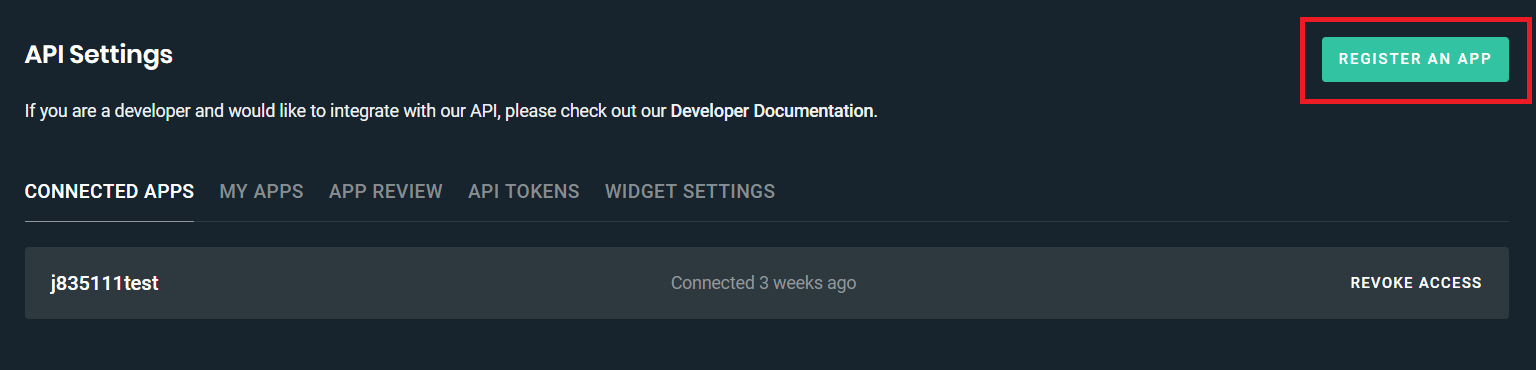 API Settings
REGISTER AN APP
If you are a developer and would like to integrate with our API, please check out our Developer Documentation.
CONNECTED APPS MY APPS APP REVIEW API TOKENS WIDGET SETTINGS
j835111test Connected 3 weeks ago REVOKE ACCESS